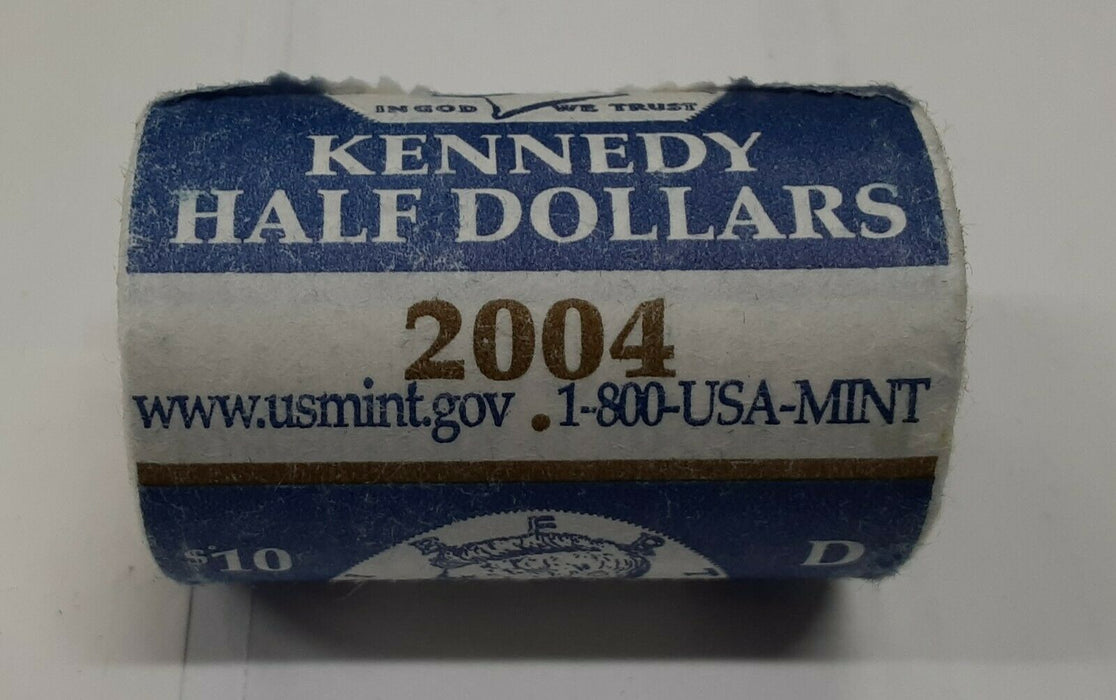 IN GOD WE TRUST
KENNEDY
HALF DOLLARS
2004
www.usmint.gov . 1-800-USA-MINT
$10 D